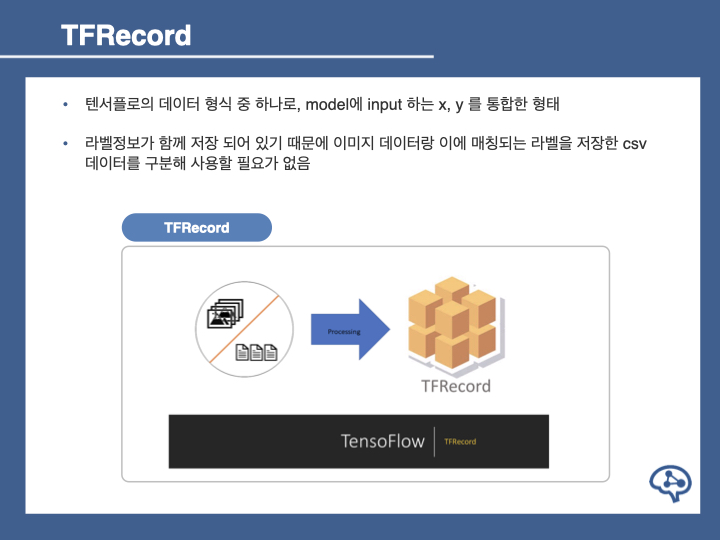 TFRecord
• 텐서플로의 데이터 형식 중 하나로, model에 input 하는 x, y 를 통합한 형태
• 라벨정보가 함께 저장 되어 있기 때문에 이미지 데이터랑 이에 매칭되는 라벨을 저장한 csv
데이터를 구분해 사용할 필요가 없음
TFRecord
Processing
TFRecord
TensoFlow | TFRecord